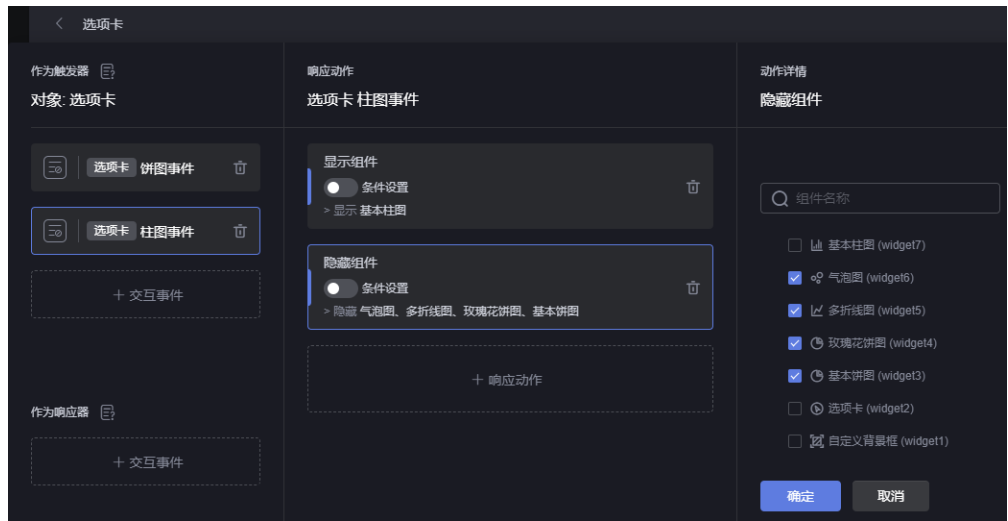 选项卡
作为触发器
对象: 选项卡
选项卡 饼图事件
选项卡 柱图事件
+ 交互事件
作为响应器
+ 交互事件
响应动作
选项卡 柱图事件
显示组件
条件设置
> 显示 基本柱图
隐藏组件
条件设置
> 隐藏 气泡图、多折线图、玫瑰花饼图、基本饼图
+ 响应动作
动作详情
隐藏组件
组件名称
基本柱图 (widget7)
气泡图 (widget6)
多折线图 (widget5)
玫瑰花饼图 (widget4)
基本饼图 (widget3)
选项卡 (widget2)
自定义背景框 (widget1)
确定
取消